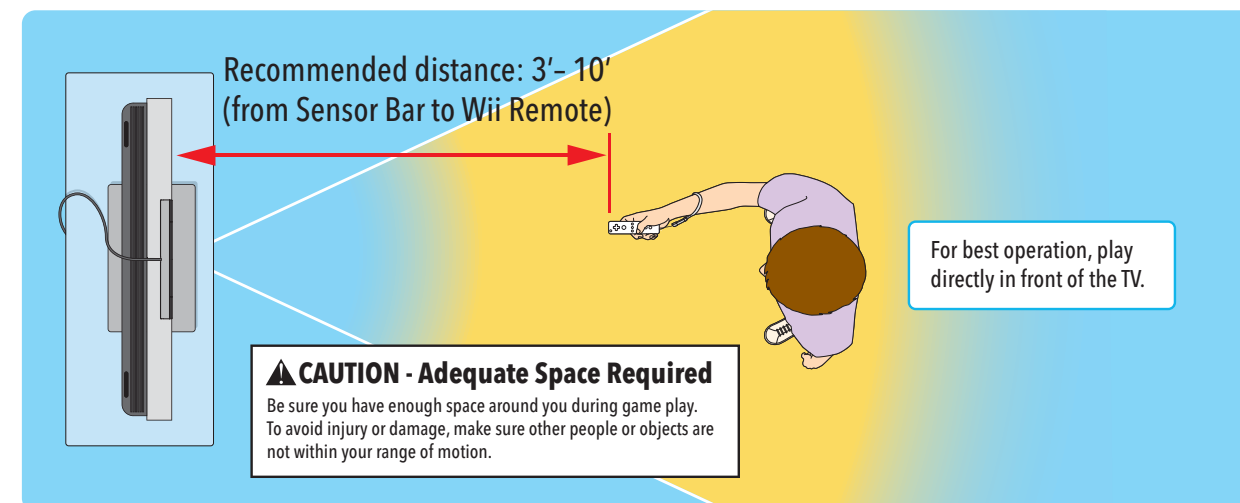 Recommended distance: 3′– 10′
(from Sensor Bar to Wii Remote)
For best operation, play
directly in front of the TV.
CAUTION - Adequate Space Required
Be sure you have enough space around you during game play.
To avoid injury or damage, make sure other people or objects are
not within your range of motion.